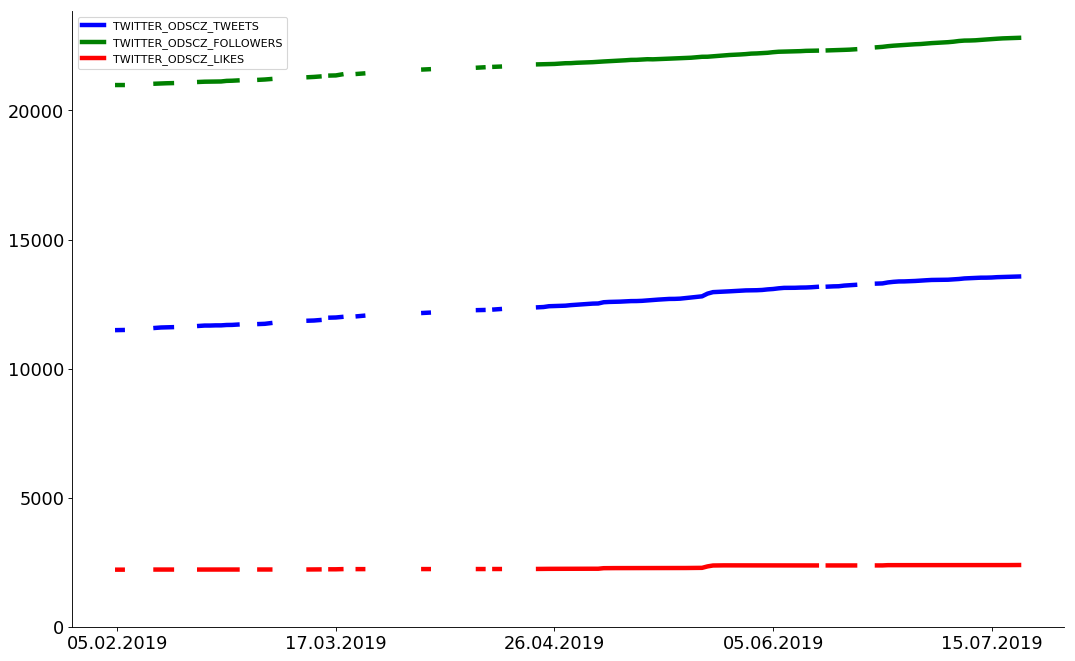 TWITTER_ODSCZ_TWEETS
TWITTER_ODSCZ_FOLLOWERS
TWITTER_ODSCZ_LIKES
20000
15000
10000
5000
0
05.02.2019 17.03.2019 26.04.2019 05.06.2019 15.07.2019